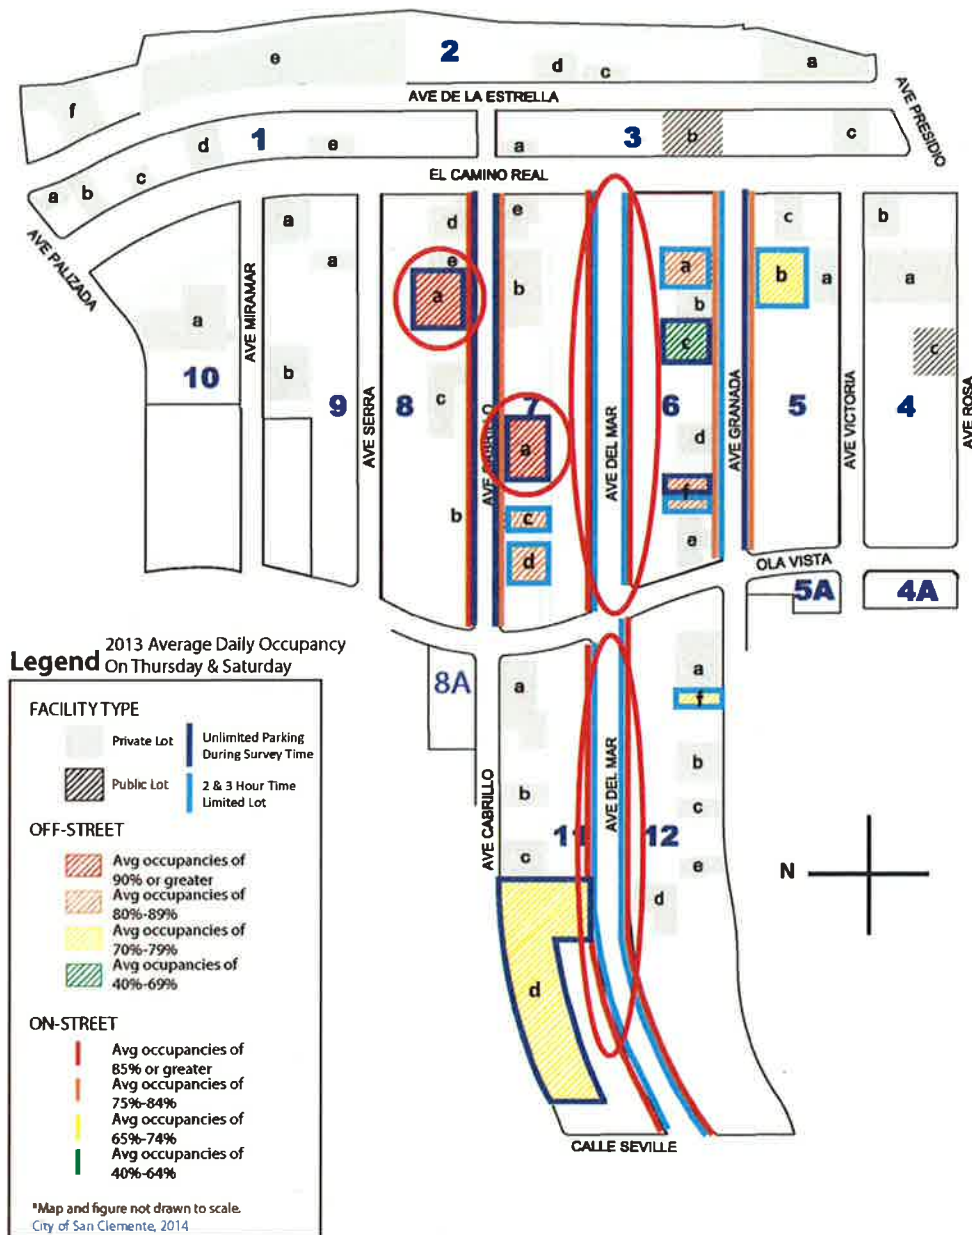 2
e
d
c
a
f
AVE DE LA ESTRELLA
AVE PRESIDIO
1
d
e
a
b
c
3
a
b
c
EL CAMINO REAL
AVE PALIZADA
10
a
AVE MIRAMAR
9
a
a
b
AVE SERRA
8
d
e
a
c
b
AVE CABRILLO
7
e
b
a
c
d
AVE DEL MAR
6
a
b
c
d
f
e
AVE GRANADA
5
c
b
a
AVE VICTORIA
4
b
a
c
AVE ROSA
OLA VISTA
5A
4A
8A
AVE CABRILLO
11
a
b
c
d
AVE DEL MAR
12
a
f
b
c
e
d
CALLE SEVILLE
N
Legend 2013 Average Daily Occupancy
On Thursday & Saturday
FACILITY TYPE
Private Lot
Unlimited Parking
During Survey Time
Public Lot
2 & 3 Hour Time
Limited Lot
OFF-STREET
Avg occupancies of
90% or greater
Avg occupancies of
80%-89%
Avg occupancies of
70%-79%
Avg ocupancies of
40%-69%
ON-STREET
Avg occupancies of
85% or greater
Avg occupancies of
75%-84%
Avg occupancies of
65%-74%
Avg occupancies of
40%-64%
*Map and figure not drawn to scale.
City of San Clemente, 2014